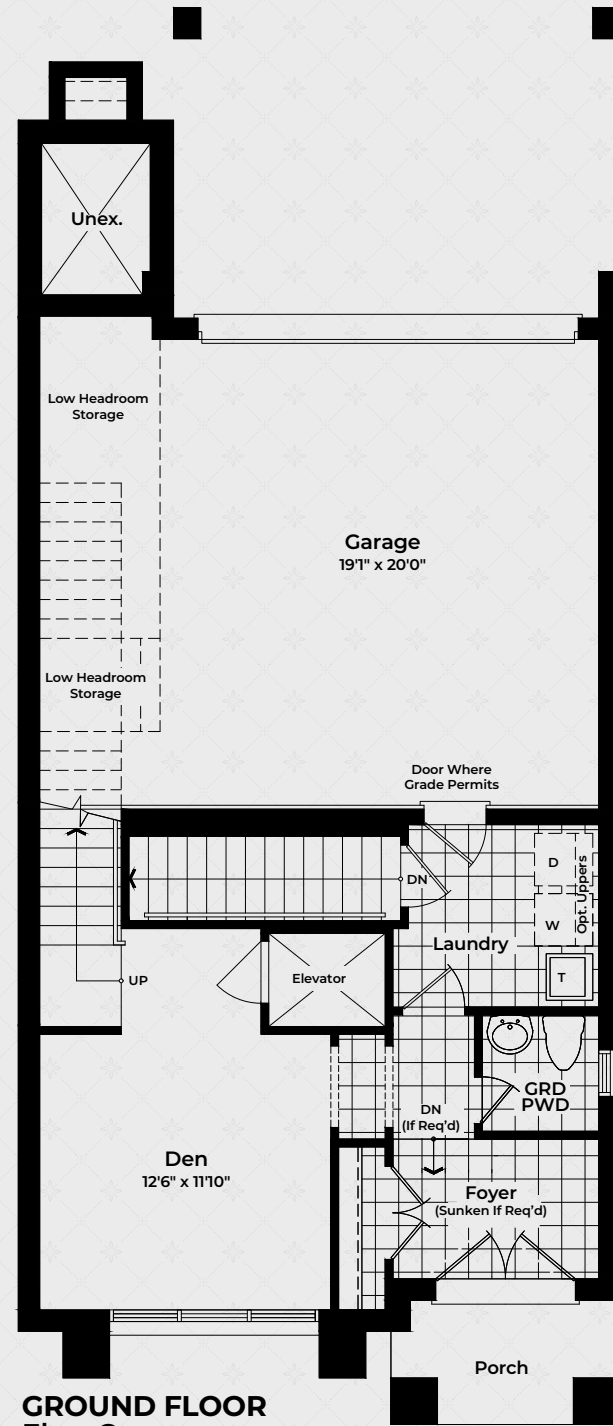 Unex.
Low Headroom
Storage
Garage
19'1" x 20'0"
Low Headroom
Storage
Door Where
Grade Permits
D
Opt. Uppers
DN
W
Laundry
UP
Elevator
T
GRD
PWD
DN
(If Req'd)
Den
12'6" x 11'10"
Foyer
(Sunken If Req'd)
Porch
GROUND FLOOR